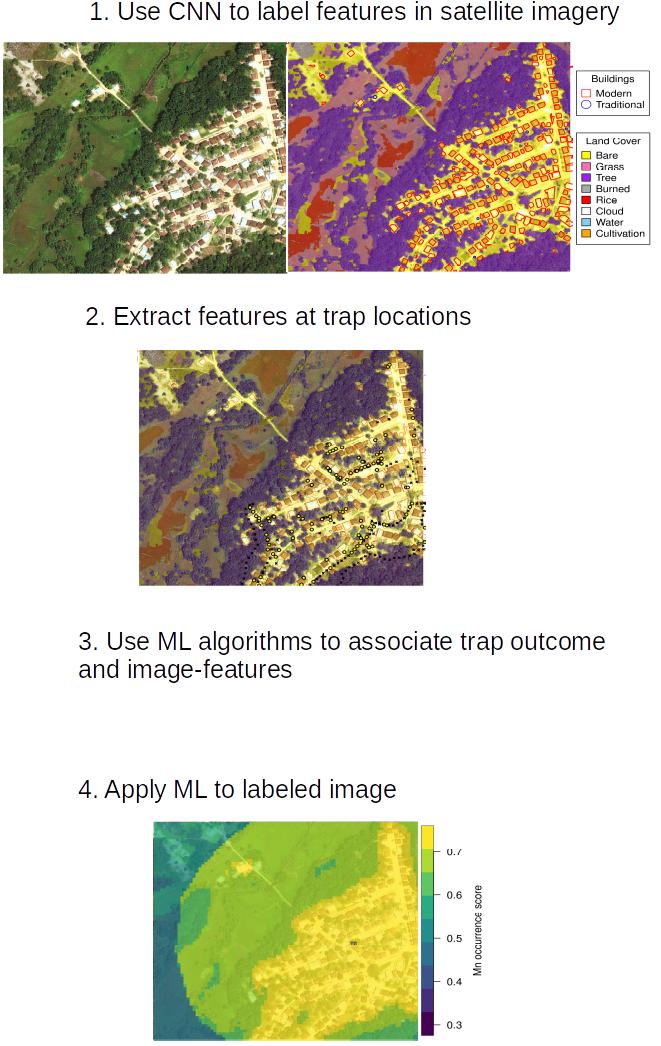 1. Use CNN to label features in satellite imagery
Buildings
Modern
Traditional
Land Cover
Bare
Grass
Tree
Burned
Rice
Cloud
Water
Cultivation
2. Extract features at trap locations
3. Use ML algorithms to associate trap outcome
and image-features
4. Apply ML to labeled image
0.7
0.6
0.5
0.4
0.3
Mn occurrence score